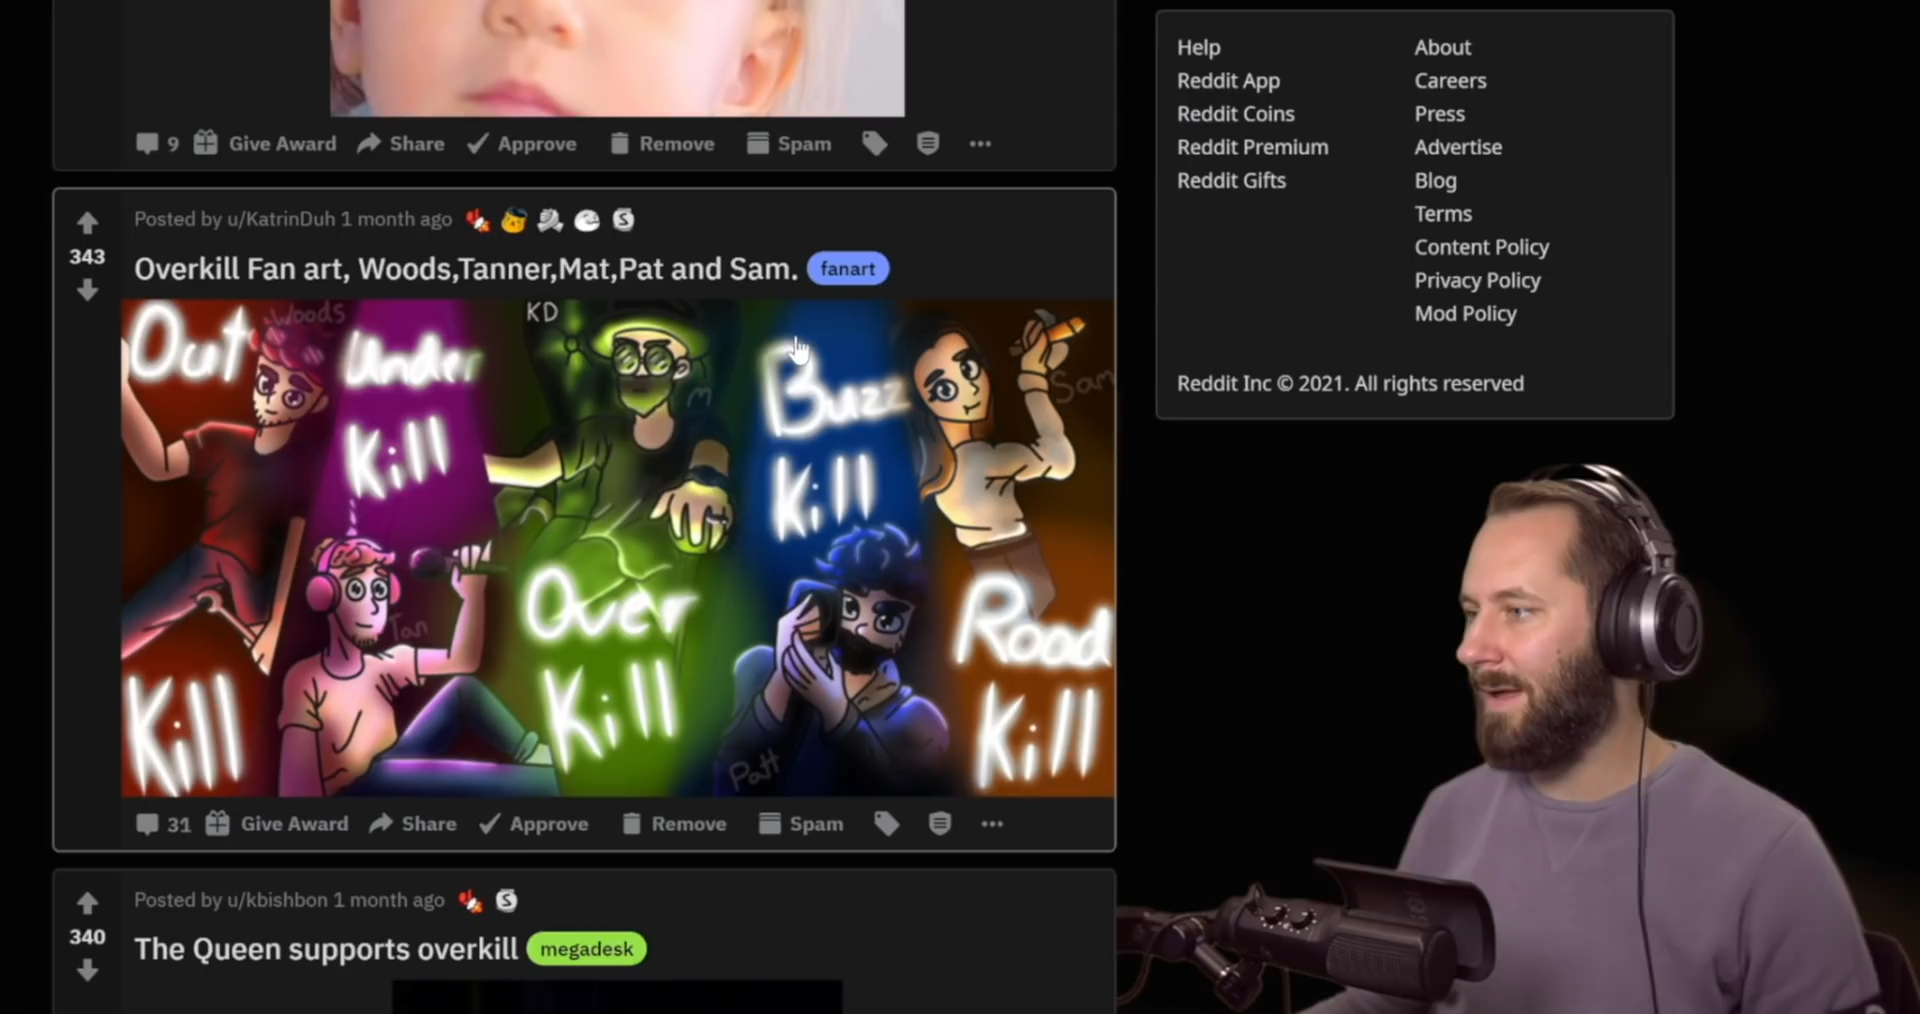 9 Give Award Share Approve Remove Spam
Posted by u/KatrinDuh 1 month ago
343
Overkill Fan art, Woods,Tanner,Mat,Pat and Sam. fanart
Out
Woods
Kill
Under
Kill
Tan
KD
M
Over
Kill
Buzz
Kill
Patt
Sam
Road
Kill
31 Give Award Share Approve Remove Spam
Posted by u/kbishbon 1 month ago
340
The Queen supports overkill megadesk
Help
Reddit App
Reddit Coins
Reddit Premium
Reddit Gifts
About
Careers
Press
Advertise
Blog
Terms
Content Policy
Privacy Policy
Mod Policy
Reddit Inc © 2021. All rights reserved